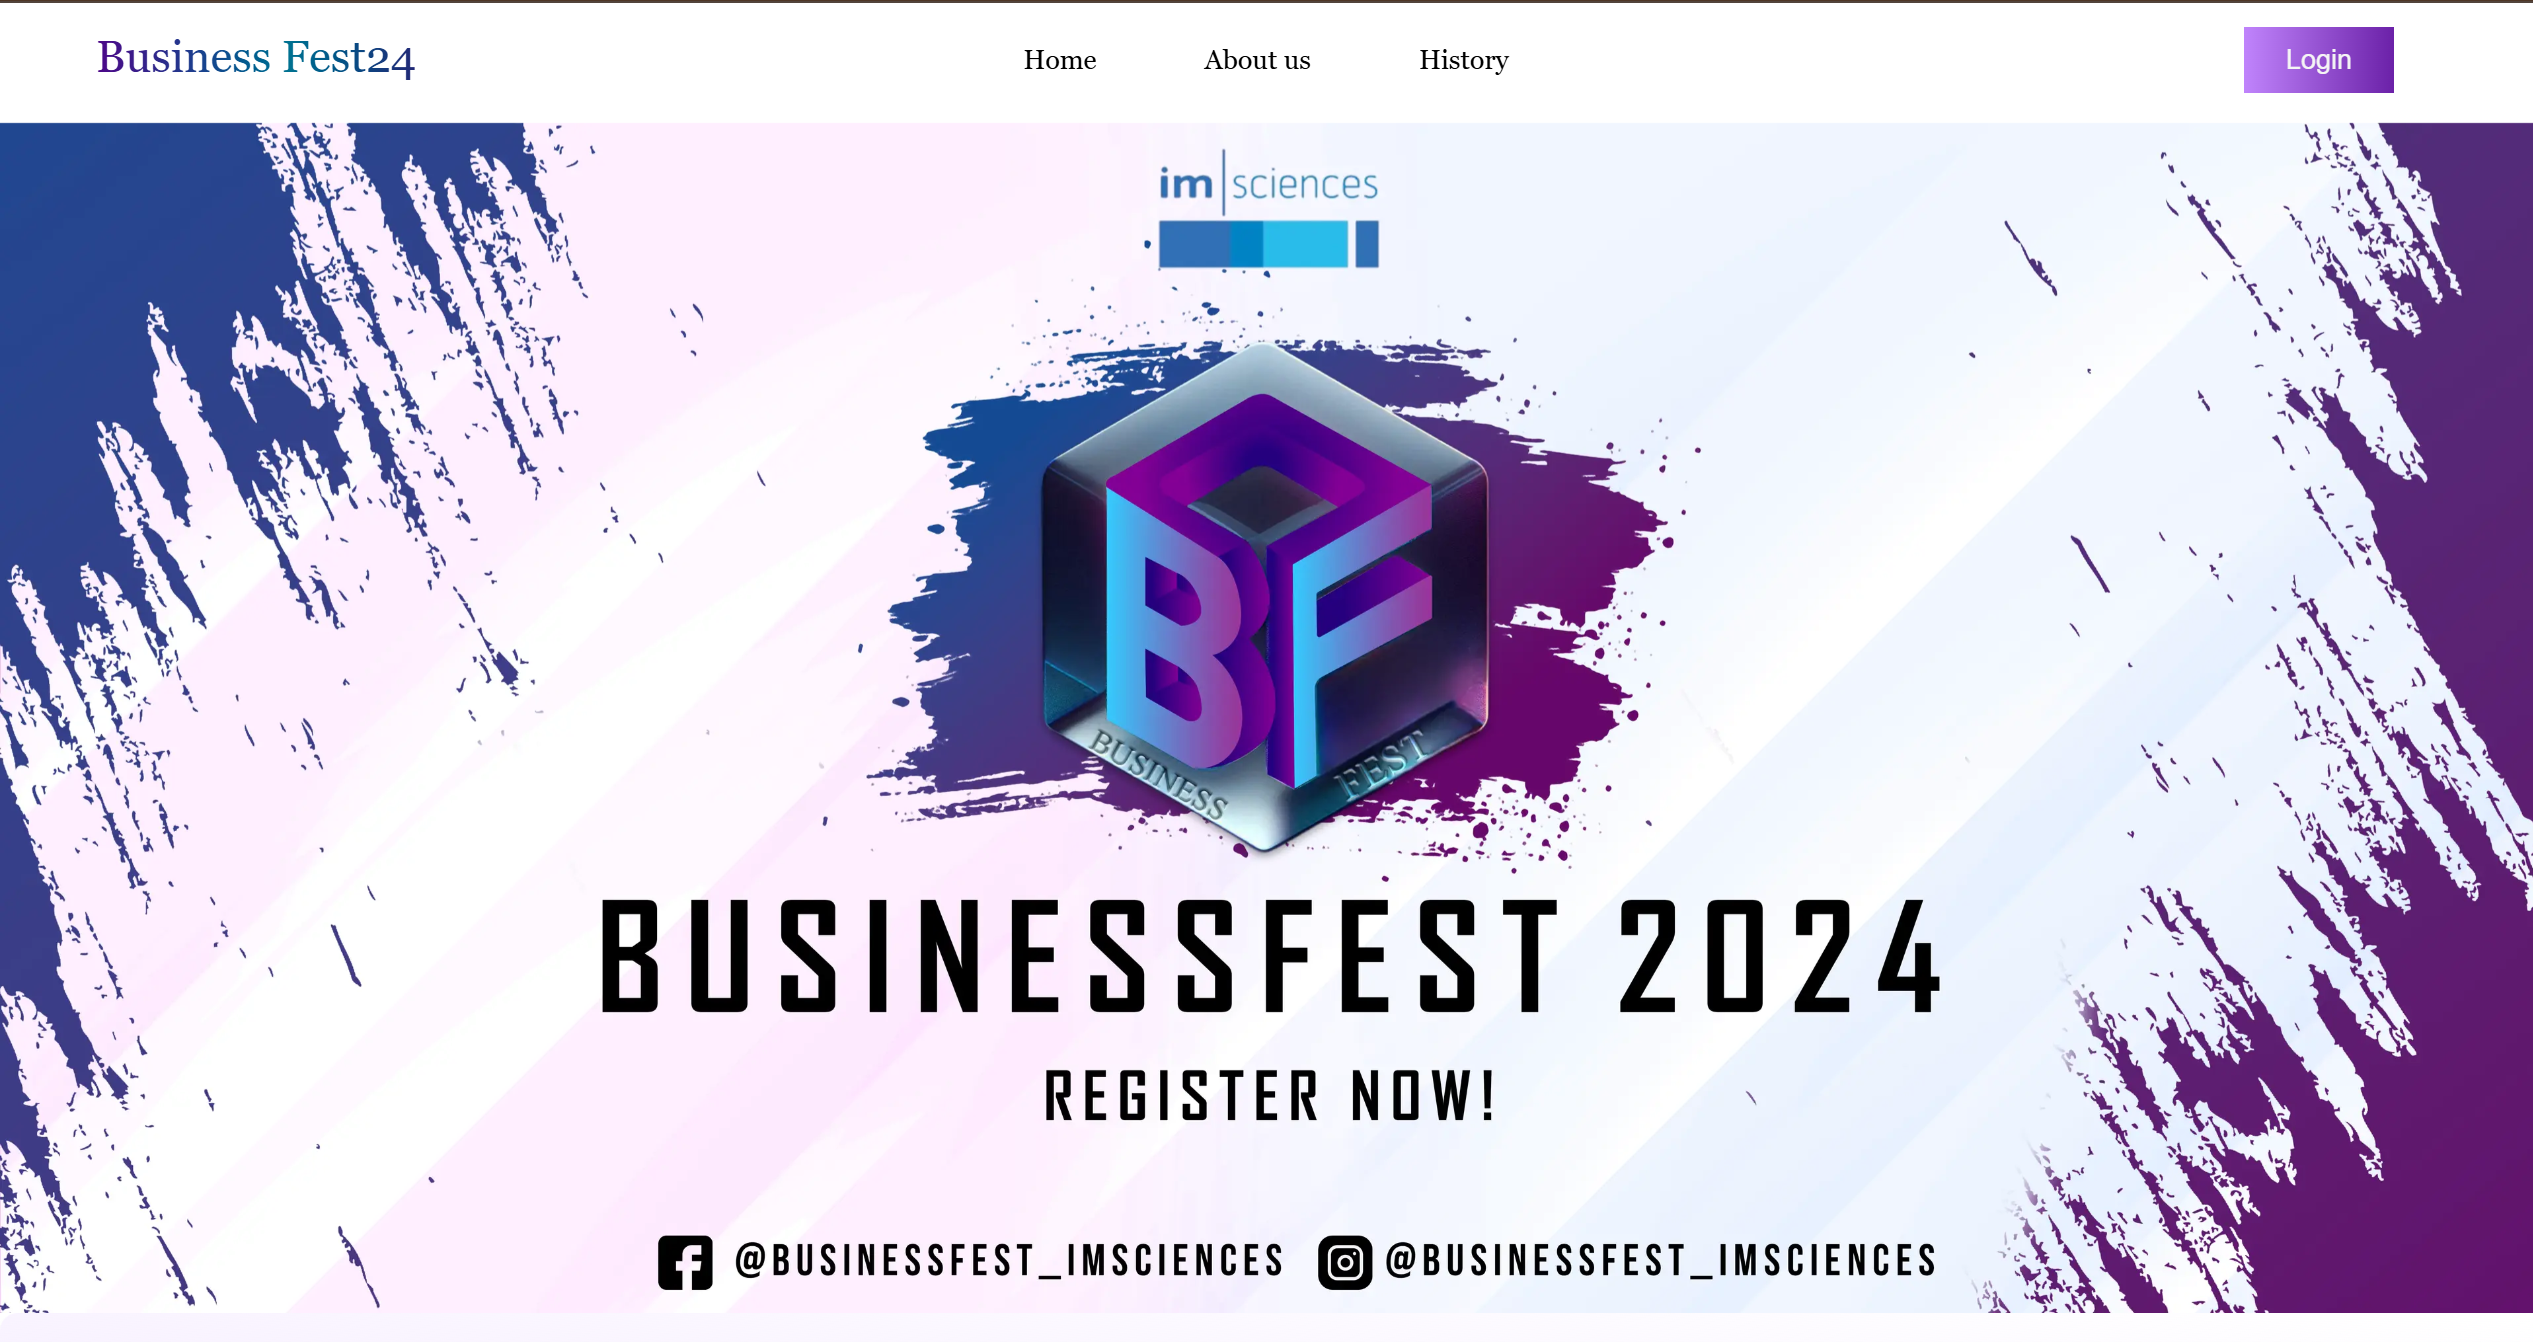 Business Fest24
Home About us History
Login
im|sciences
BF
BUSINESS FEST
BUSINESSFEST 2024
REGISTER NOW!
@BUSINESSFEST_IMSCIENCES @BUSINESSFEST_IMSCIENCES